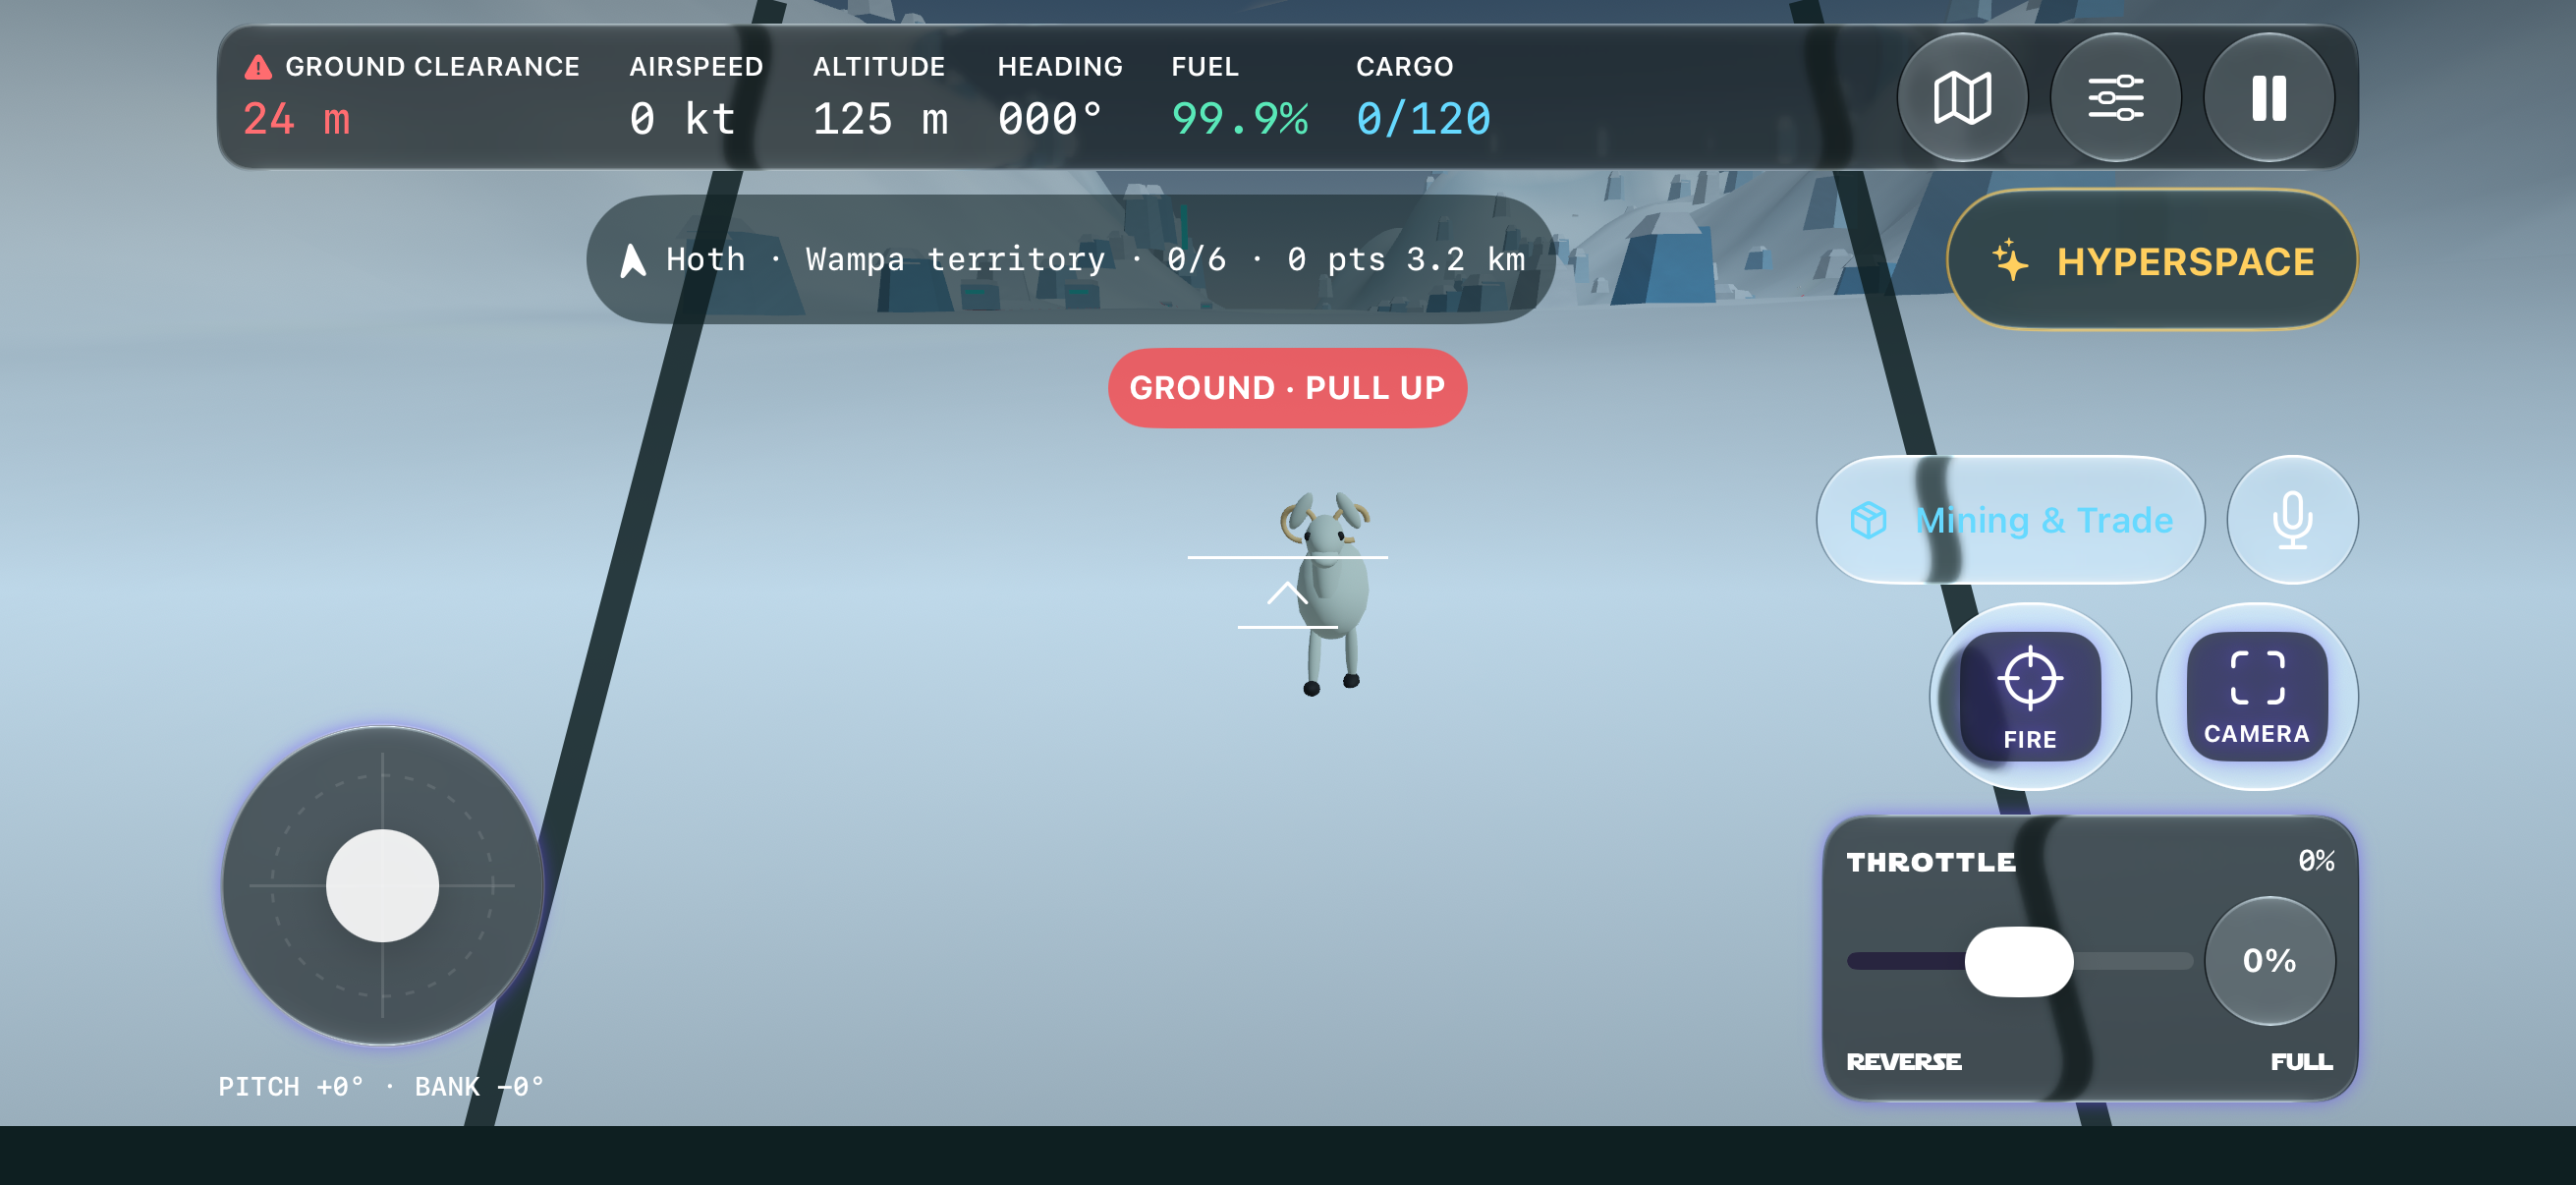 GROUND CLEARANCE
24 m
AIRSPEED
0 kt
ALTITUDE
125 m
HEADING
000°
FUEL
99.9%
CARGO
0/120
Hoth · Wampa territory · 0/6 · 0 pts 3.2 km
HYPERSPACE
GROUND · PULL UP
Mining & Trade
FIRE
CAMERA
THROTTLE
0%
0%
REVERSE
FULL
PITCH +0° · BANK −0°